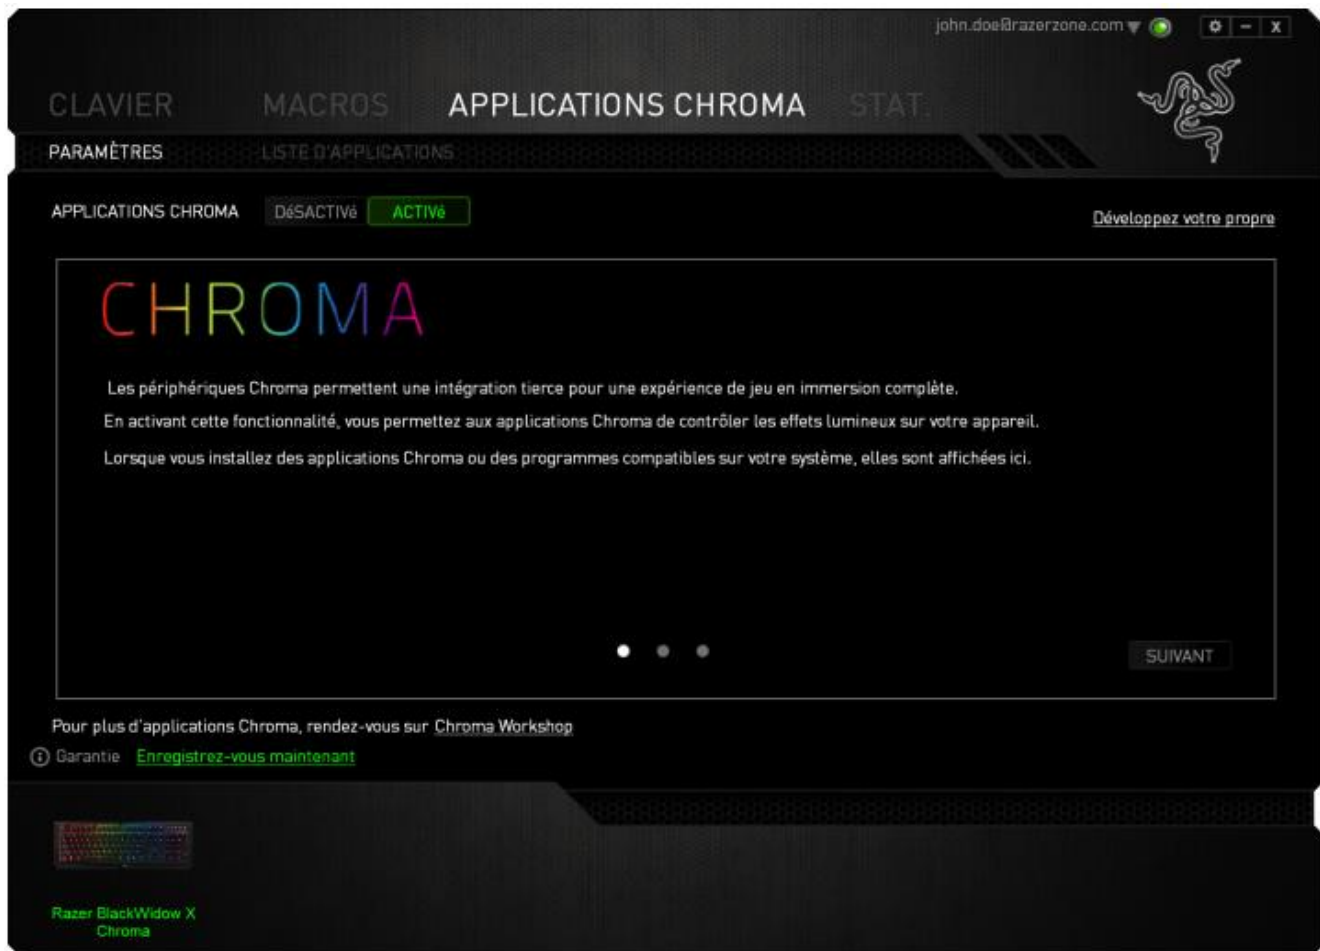 john.doe@razerzone.com
CLAVIER MACROS APPLICATIONS CHROMA STAT.
PARAMÈTRES LISTE D'APPLICATIONS
APPLICATIONS CHROMA DéSACTIVé ACTIVé
Développez votre propre
CHROMA
Les périphériques Chroma permettent une intégration tierce pour une expérience de jeu en immersion complète.
En activant cette fonctionnalité, vous permettez aux applications Chroma de contrôler les effets lumineux sur votre appareil.
Lorsque vous installez des applications Chroma ou des programmes compatibles sur votre système, elles sont affichées ici.
SUIVANT
Pour plus d'applications Chroma, rendez-vous sur Chroma Workshop
Garantie Enregistrez-vous maintenant
Razer BlackWidow X
Chroma